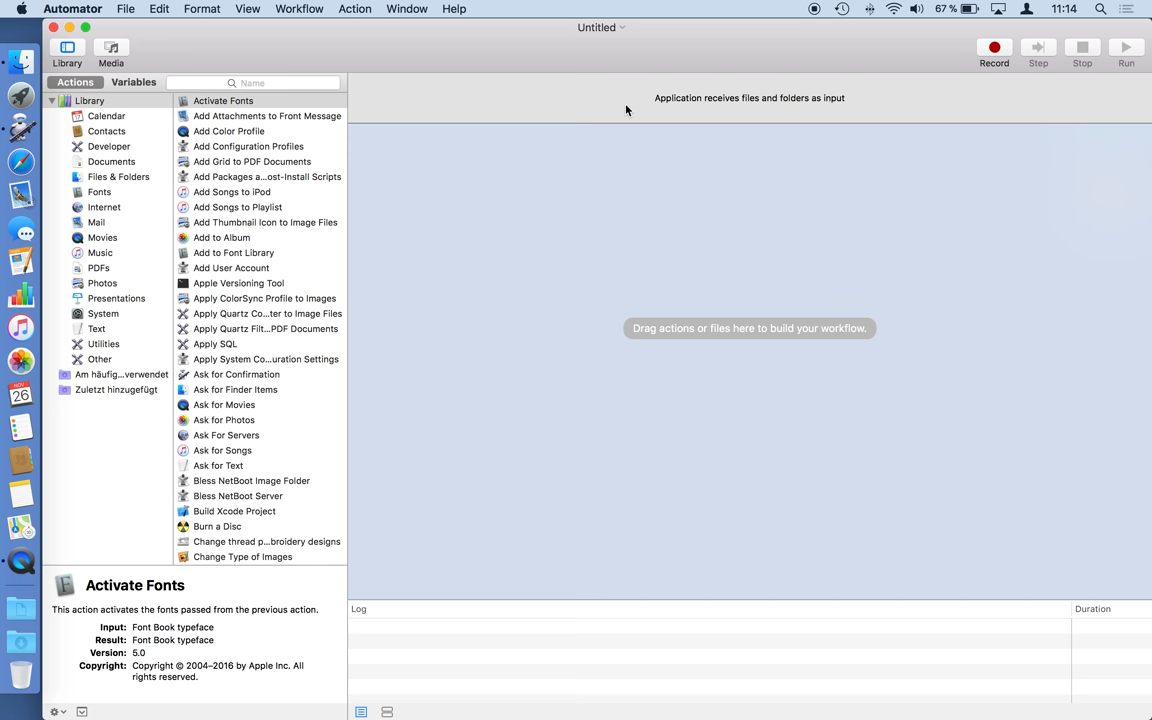 Automator File Edit Format View Workflow Action Window Help 67 % 11:14
Untitled
Library Media Record Step Stop Run
Actions Variables Name
Application receives files and folders as input
Library
Calendar
Contacts
Developer
Documents
Files & Folders
Fonts
Internet
Mail
Movies
Music
PDFs
Photos
Presentations
System
Text
Utilities
Other
Am häufig...verwendet
Zuletzt hinzugefügt
Activate Fonts
Add Attachments to Front Message
Add Color Profile
Add Configuration Profiles
Add Grid to PDF Documents
Add Packages a...ost-Install Scripts
Add Songs to iPod
Add Songs to Playlist
Add Thumbnail Icon to Image Files
Add to Album
Add to Font Library
Add User Account
Apple Versioning Tool
Apply ColorSync Profile to Images
Apply Quartz Co...ter to Image Files
Apply Quartz Filt...PDF Documents
Apply SQL
Apply System Co...uration Settings
Ask for Confirmation
Ask for Finder Items
Ask for Movies
Ask for Photos
Ask For Servers
Ask for Songs
Ask for Text
Bless NetBoot Image Folder
Bless NetBoot Server
Build Xcode Project
Burn a Disc
Change thread p...broidery designs
Change Type of Images
Drag actions or files here to build your workflow.
NOV
26
Activate Fonts
This action activates the fonts passed from the previous action.
Input: Font Book typeface
Result: Font Book typeface
Version: 5.0
Copyright: Copyright © 2004–2016 by Apple Inc. All
rights reserved.
Log Duration